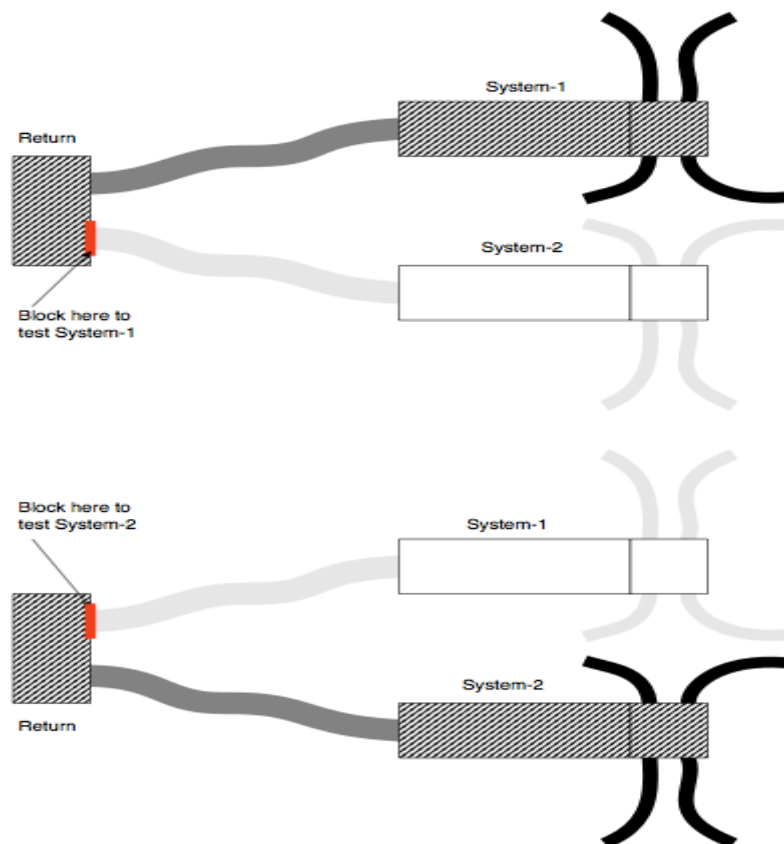 System-1
Return
System-2
Block here to
test System-1
Block here to
test System-2
System-1
System-2
Return